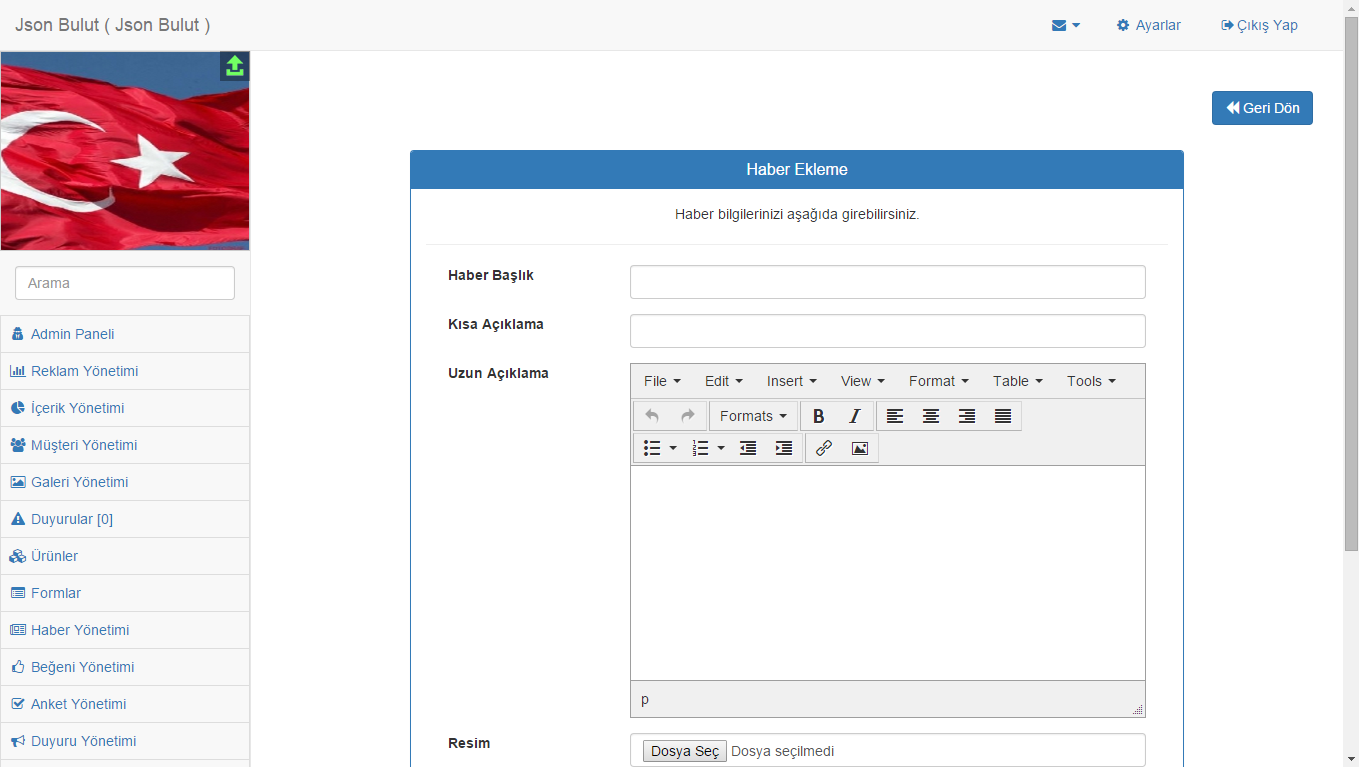 Json Bulut ( Json Bulut )
Ayarlar
Çıkış Yap
Geri Dön
Arama
Admin Paneli
Reklam Yönetimi
İçerik Yönetimi
Müşteri Yönetimi
Galeri Yönetimi
Duyurular [0]
Ürünler
Formlar
Haber Yönetimi
Beğeni Yönetimi
Anket Yönetimi
Duyuru Yönetimi
Haber Ekleme
Haber bilgilerinizi aşağıda girebilirsiniz.
Haber Başlık
Kısa Açıklama
Uzun Açıklama
File Edit Insert View Format Table Tools
Formats B I
p
Resim
Dosya Seç Dosya seçilmedi